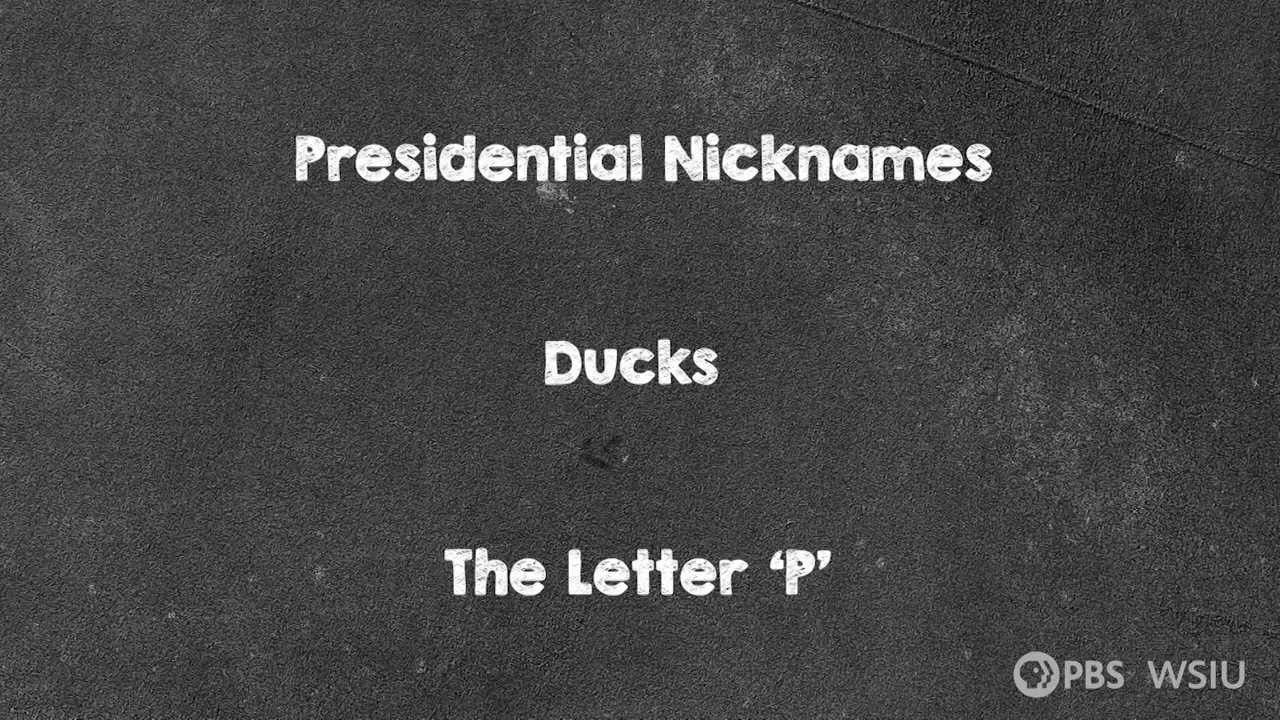 Presidential Nicknames
Ducks
The Letter ‘P’
PBS WSIU